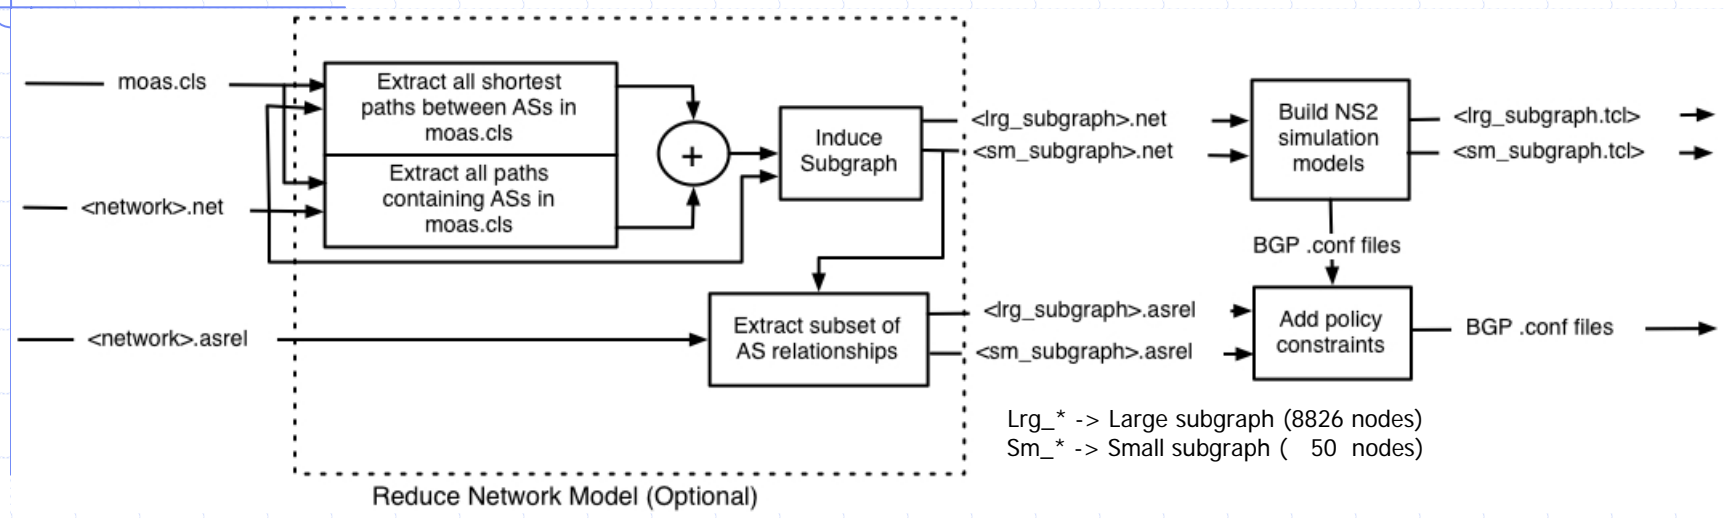 moas.cls
<network>.net
<network>.asrel
Extract all shortest
paths between ASs in
moas.cls
Extract all paths
containing ASs in
moas.cls
+
Induce
Subgraph
Extract subset of
AS relationships
Reduce Network Model (Optional)
<lrg_subgraph>.net
<sm_subgraph>.net
<lrg_subgraph>.asrel
<sm_subgraph>.asrel
Build NS2
simulation
models
BGP .conf files
Add policy
constraints
<lrg_subgraph.tcl>
<sm_subgraph.tcl>
BGP .conf files
Lrg_* -> Large subgraph (8826 nodes)
Sm_* -> Small subgraph (   50  nodes)